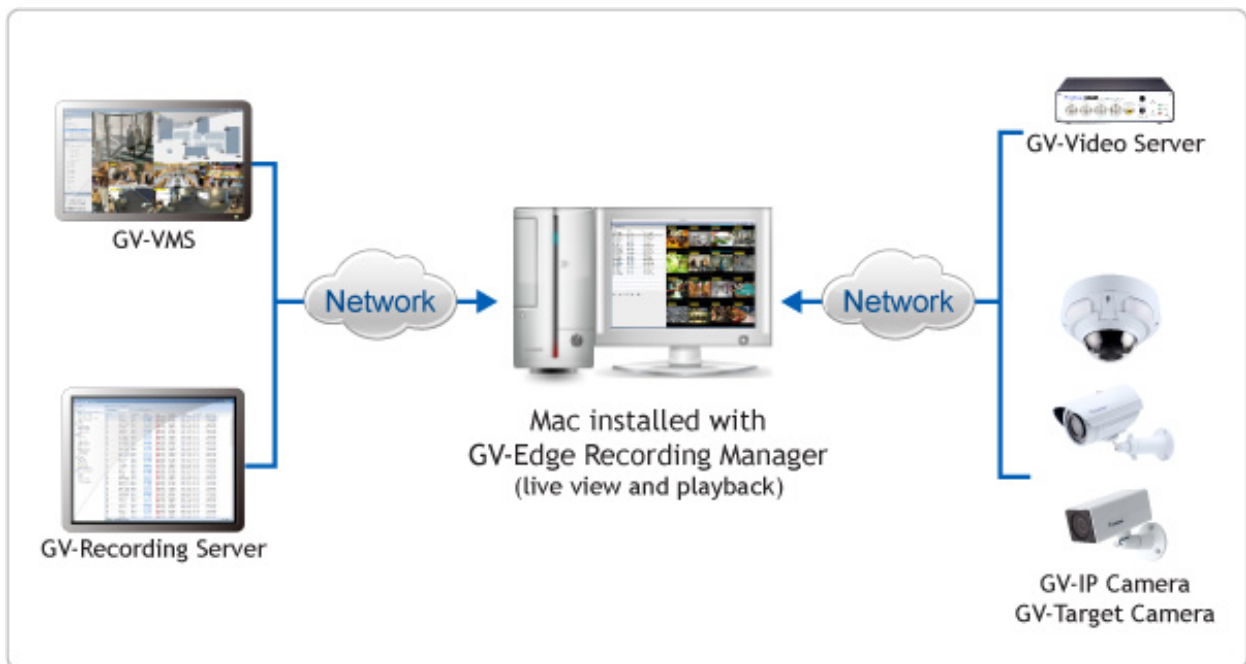 GV-VMS
GV-Recording Server
Network
Mac installed with
GV-Edge Recording Manager
(live view and playback)
Network
GV-Video Server
GV-IP Camera
GV-Target Camera